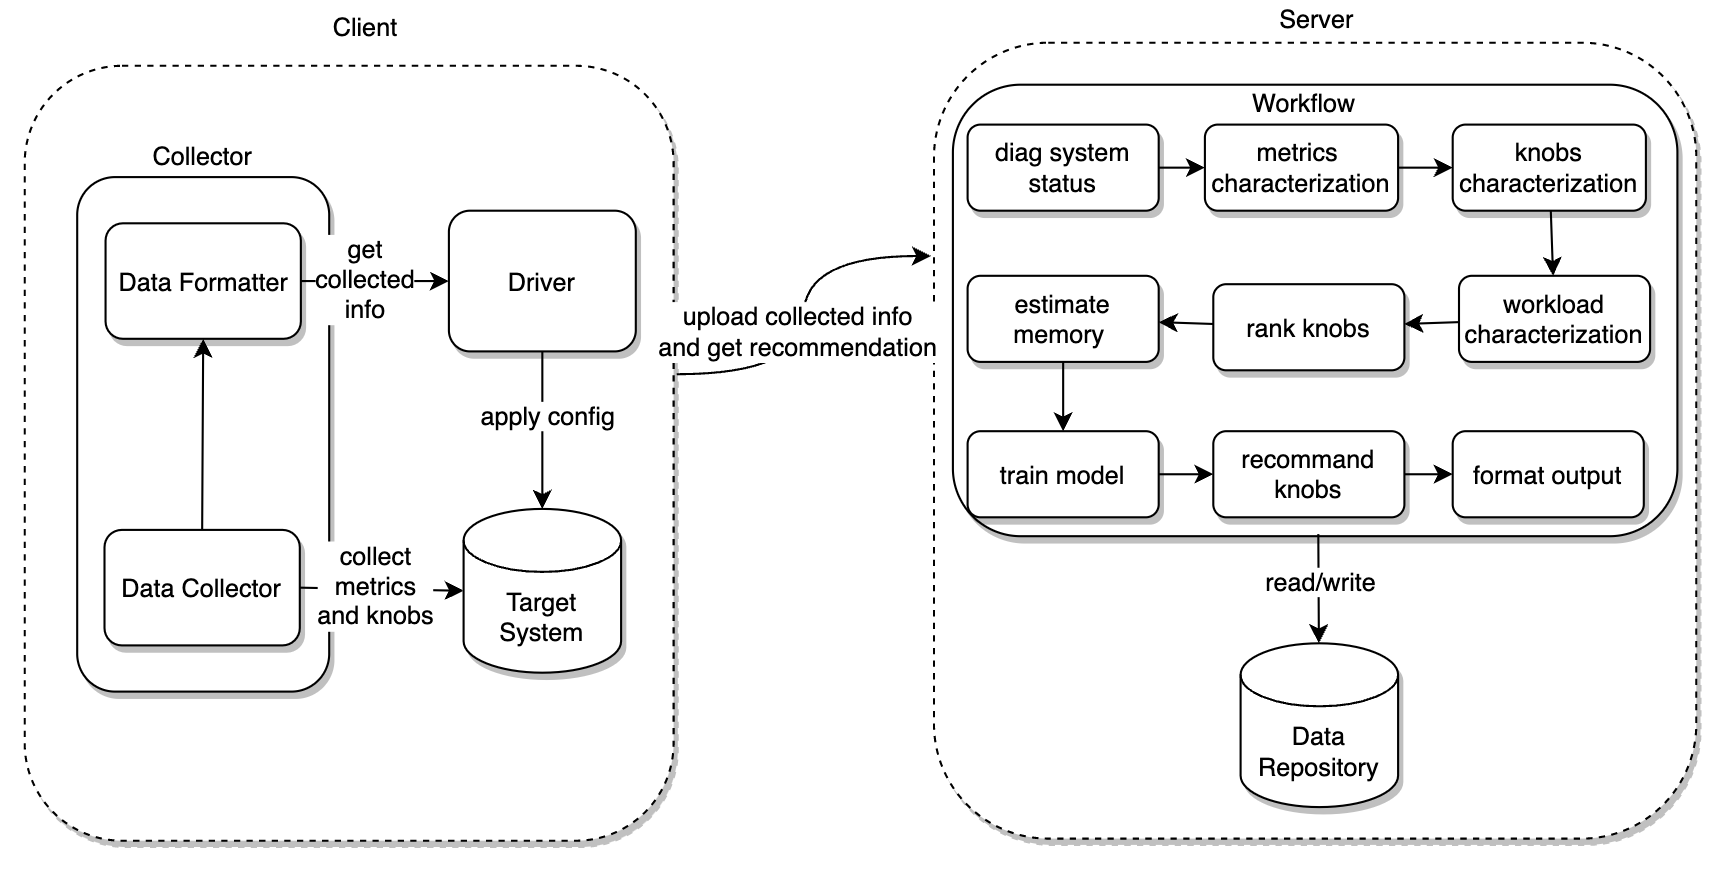 Client
Collector
Data Formatter
get
collected
info
Driver
apply config
Data Collector
collect
metrics
and knobs
Target
System
upload collected info
and get recommendation
Server
Workflow
diag system
status
metrics
characterization
knobs
characterization
estimate
memory
rank knobs
workload
characterization
train model
recommand
knobs
format output
read/write
Data
Repository